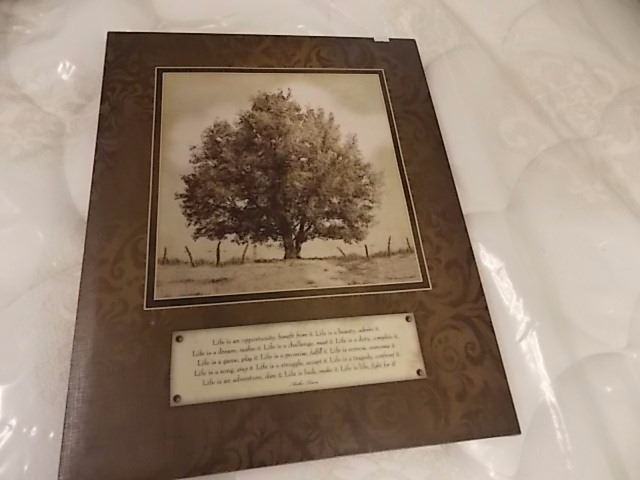 Life is an opportunity, benefit from it. Life is a beauty, admire it.
Life is a dream, realize it. Life is a challenge, meet it. Life is a duty, complete it.
Life is a game, play it. Life is a promise, fulfill it. Life is sorrow, overcome it.
Life is a song, sing it. Life is a struggle, accept it. Life is a tragedy, confront it.
Life is an adventure, dare it. Life is luck, make it. Life is life, fight for it!